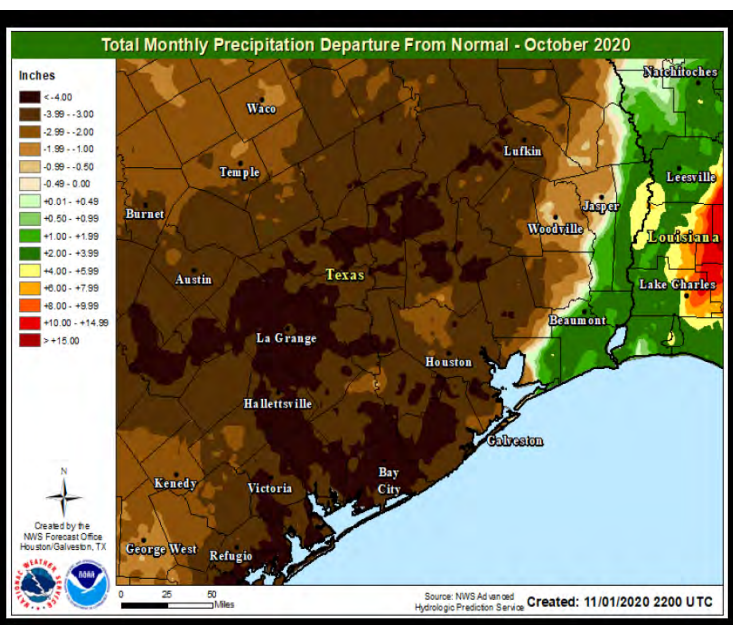 Total Monthly Precipitation Departure From Normal - October 2020
Inches
< -4.00
-3.99 - -3.00
-2.99 - -2.00
-1.99 - -1.00
-0.99 - -0.50
-0.49 - 0.00
+0.01 - +0.49
+0.50 - +0.99
+1.00 - +1.99
+2.00 - +3.99
+4.00 - +5.99
+6.00 - +7.99
+8.00 - +9.99
+10.00 - +14.99
> +15.00
Natchitoches
Waco
Lufkin
Temple
Leesville
Burnet
Jasper
Woodville
Louisiana
Austin
Texas
Lake Charles
Beaumont
La Grange
Houston
Hallettsville
Galveston
Bay
City
Kenedy
Victoria
George West
Refugio
N
Created by the
NWS Forecast Office
Houston/Galveston, TX
NATIONAL WEATHER SERVICE
NOAA
0 25 50
Miles
Source: NWS Advanced
Hydrologic Prediction Service
Created: 11/01/2020 2200 UTC